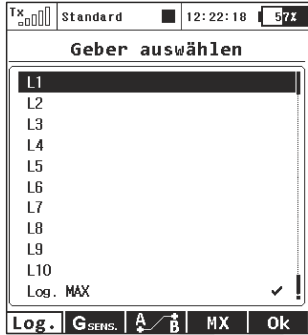 Tx Standard 12:22:18 57%
Geber auswählen
L1
L2
L3
L4
L5
L6
L7
L8
L9
L10
Log. MAX
Log. GSENS. A B MX Ok